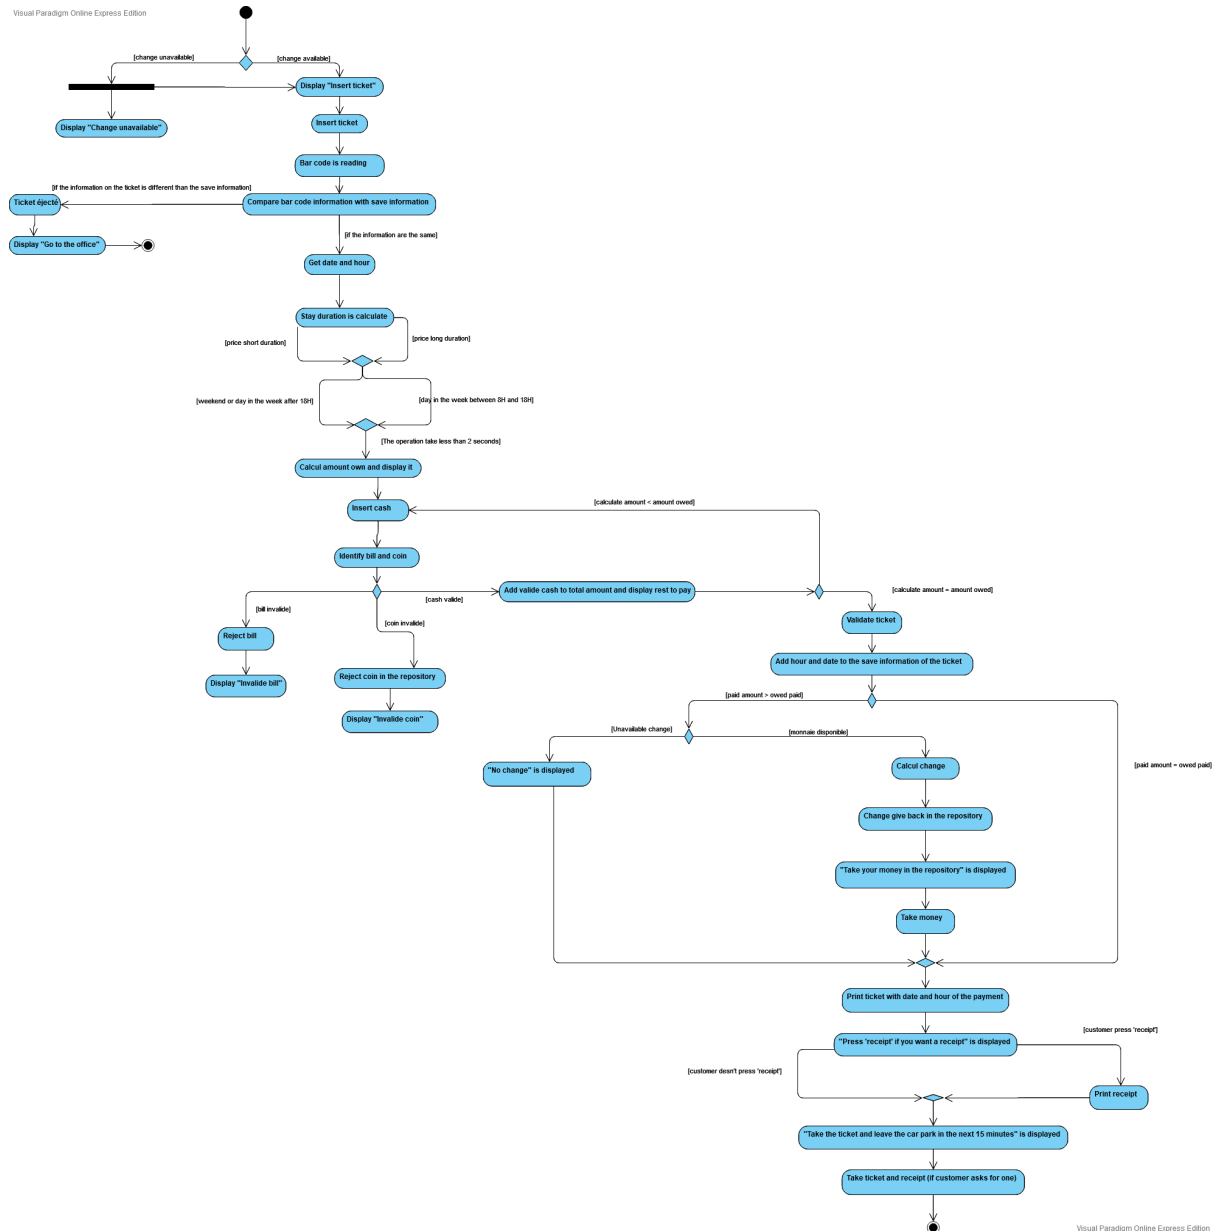 Visual Paradigm Online Express Edition
[change unavailable]
[change available]
Display "Insert ticket"
Insert ticket
Display "Change unavailable"
Bar code is reading
[if the information on the ticket is different than the save information]
Ticket éjecté
Compare bar code information with save information
Display "Go to the office"
[if the information are the same]
Get date and hour
Stay duration is calculate
[price short duration]
[price long duration]
[weekend or day in the week after 18H]
[day in the week between 8H and 18H]
[The operation take less than 2 seconds]
Calcul amount own and display it
[calculate amount < amount owed]
Insert cash
Identify bill and coin
Add valide cash to total amount and display rest to pay
[calculate amount = amount owed]
[cash valide]
[bill invalide]
[coin invalide]
Validate ticket
Reject bill
Add hour and date to the save information of the ticket
Reject coin in the repository
Display "Invalide bill"
[paid amount > owed paid]
Display "Invalide coin"
[Unavailable change]
[monnaie disponible]
[paid amount = owed paid]
Calcul change
"No change" is displayed
Change give back in the repository
"Take your money in the repository" is displayed
Take money
Print ticket with date and hour of the payment
[customer press 'receipt']
"Press 'receipt' if you want a receipt" is displayed
[customer desn't press 'receipt']
Print receipt
"Take the ticket and leave the car park in the next 15 minutes" is displayed
Take ticket and receipt (if customer asks for one)
Visual Paradigm Online Express Edition